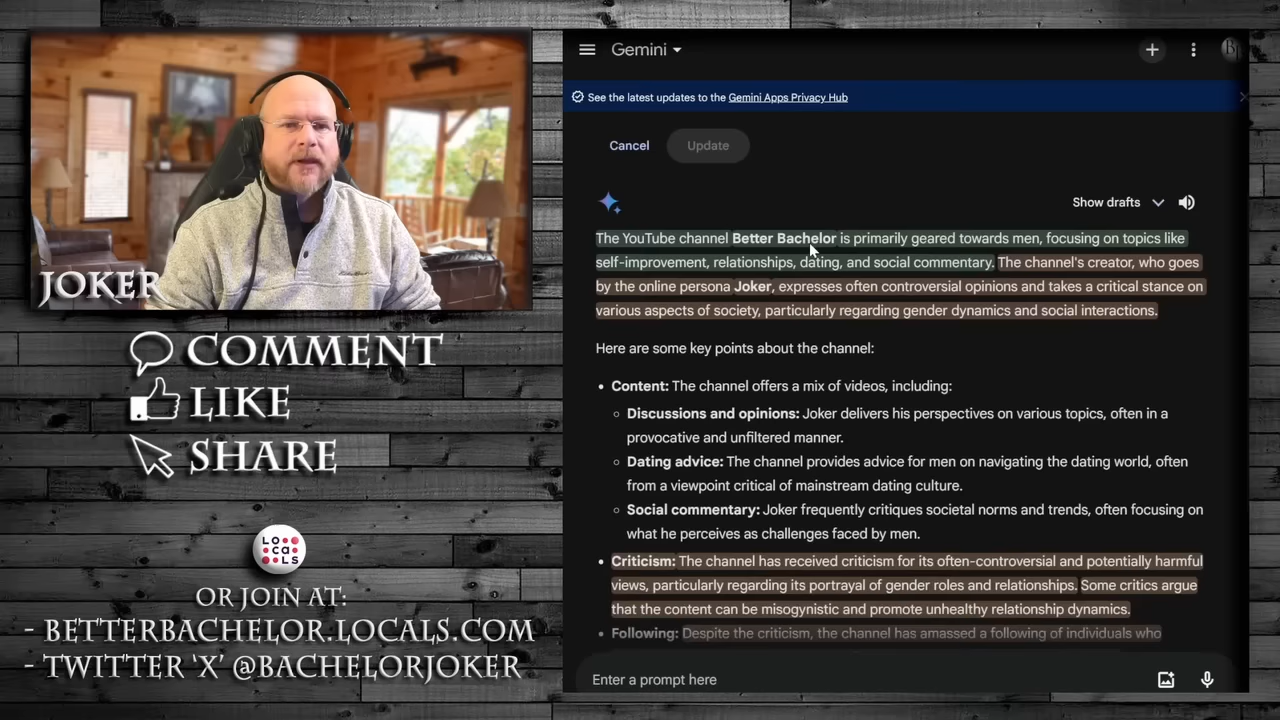 JOKER
COMMENT
LIKE
SHARE
LOCALS
OR JOIN AT:
- BETTERBACHELOR.LOCALS.COM
- TWITTER 'X' @BACHELORJOKER
Gemini
See the latest updates to the Gemini Apps Privacy Hub
Cancel
Update
Show drafts
The YouTube channel Better Bachelor is primarily geared towards men, focusing on topics like
self-improvement, relationships, dating, and social commentary. The channel's creator, who goes
by the online persona Joker, expresses often controversial opinions and takes a critical stance on
various aspects of society, particularly regarding gender dynamics and social interactions.
Here are some key points about the channel:
• Content: The channel offers a mix of videos, including:
○ Discussions and opinions: Joker delivers his perspectives on various topics, often in a
provocative and unfiltered manner.
○ Dating advice: The channel provides advice for men on navigating the dating world, often
from a viewpoint critical of mainstream dating culture.
○ Social commentary: Joker frequently critiques societal norms and trends, often focusing on
what he perceives as challenges faced by men.
• Criticism: The channel has received criticism for its often-controversial and potentially harmful
views, particularly regarding its portrayal of gender roles and relationships. Some critics argue
that the content can be misogynistic and promote unhealthy relationship dynamics.
• Following: Despite the criticism, the channel has amassed a following of individuals who
Enter a prompt here